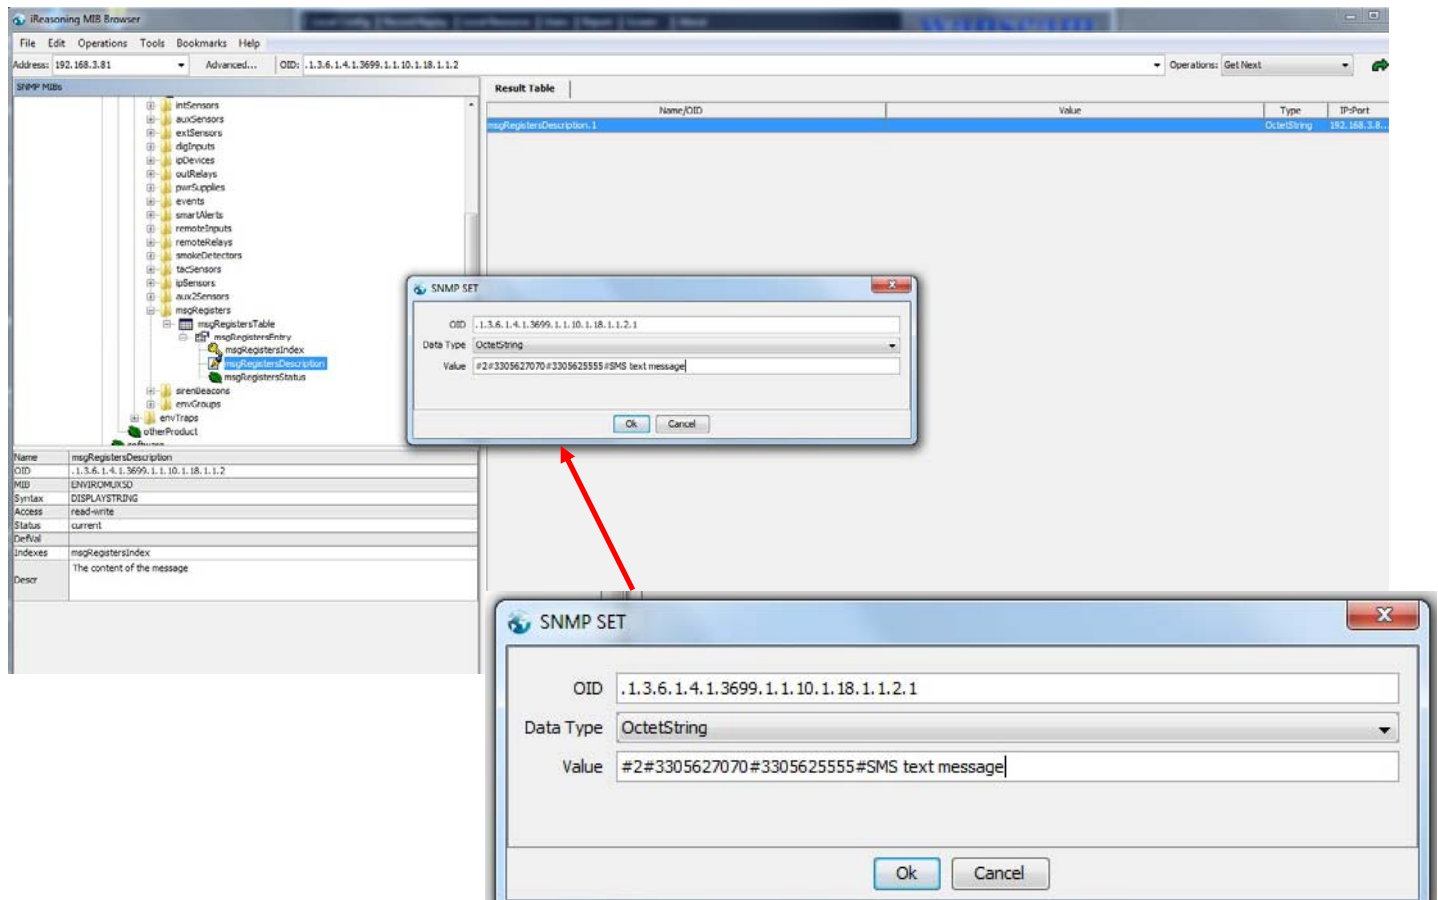 iReasoning MIB Browser
File Edit Operations Tools Bookmarks Help
Address: 192.168.3.81 Advanced... OID: .1.3.6.1.4.1.3699.1.1.10.1.18.1.1.2 Operations: Get Next
SNMP MIBs
intSensors
auxSensors
extSensors
digInputs
ipDevices
outRelays
pwrSupplies
events
smartAlerts
remoteInputs
remoteRelays
smokeDetectors
tacSensors
ipSensors
aux2Sensors
msgRegisters
msgRegistersTable
msgRegistersEntry
msgRegistersIndex
msgRegistersDescription
msgRegistersStatus
sirenBeacons
envGroups
envTraps
otherProduct
software
Result Table
Name/OID Value Type IP:Port
msgRegistersDescription.1 OctetString 192.168.3.8...
SNMP SET
OID .1.3.6.1.4.1.3699.1.1.10.1.18.1.1.2.1
Data Type OctetString
Value #2#3305627070#3305625555#SMS text message
Ok Cancel
Name msgRegistersDescription
OID .1.3.6.1.4.1.3699.1.1.10.1.18.1.1.2
MIB ENVIROMUX5D
Syntax DISPLAYSTRING
Access read-write
Status current
DefVal
Indexes msgRegistersIndex
Descr The content of the message
SNMP SET
OID .1.3.6.1.4.1.3699.1.1.10.1.18.1.1.2.1
Data Type OctetString
Value #2#3305627070#3305625555#SMS text message
Ok Cancel